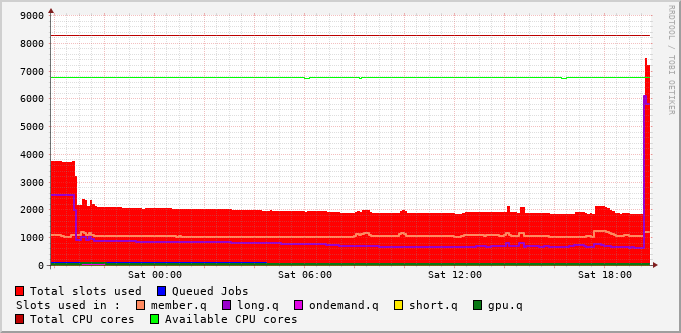 9000
8000
7000
6000
5000
4000
3000
2000
1000
0
Sat 00:00 Sat 06:00 Sat 12:00 Sat 18:00
RRDTOOL / TOBI OETIKER
Total slots used Queued Jobs
Slots used in : member.q long.q ondemand.q short.q gpu.q
Total CPU cores Available CPU cores